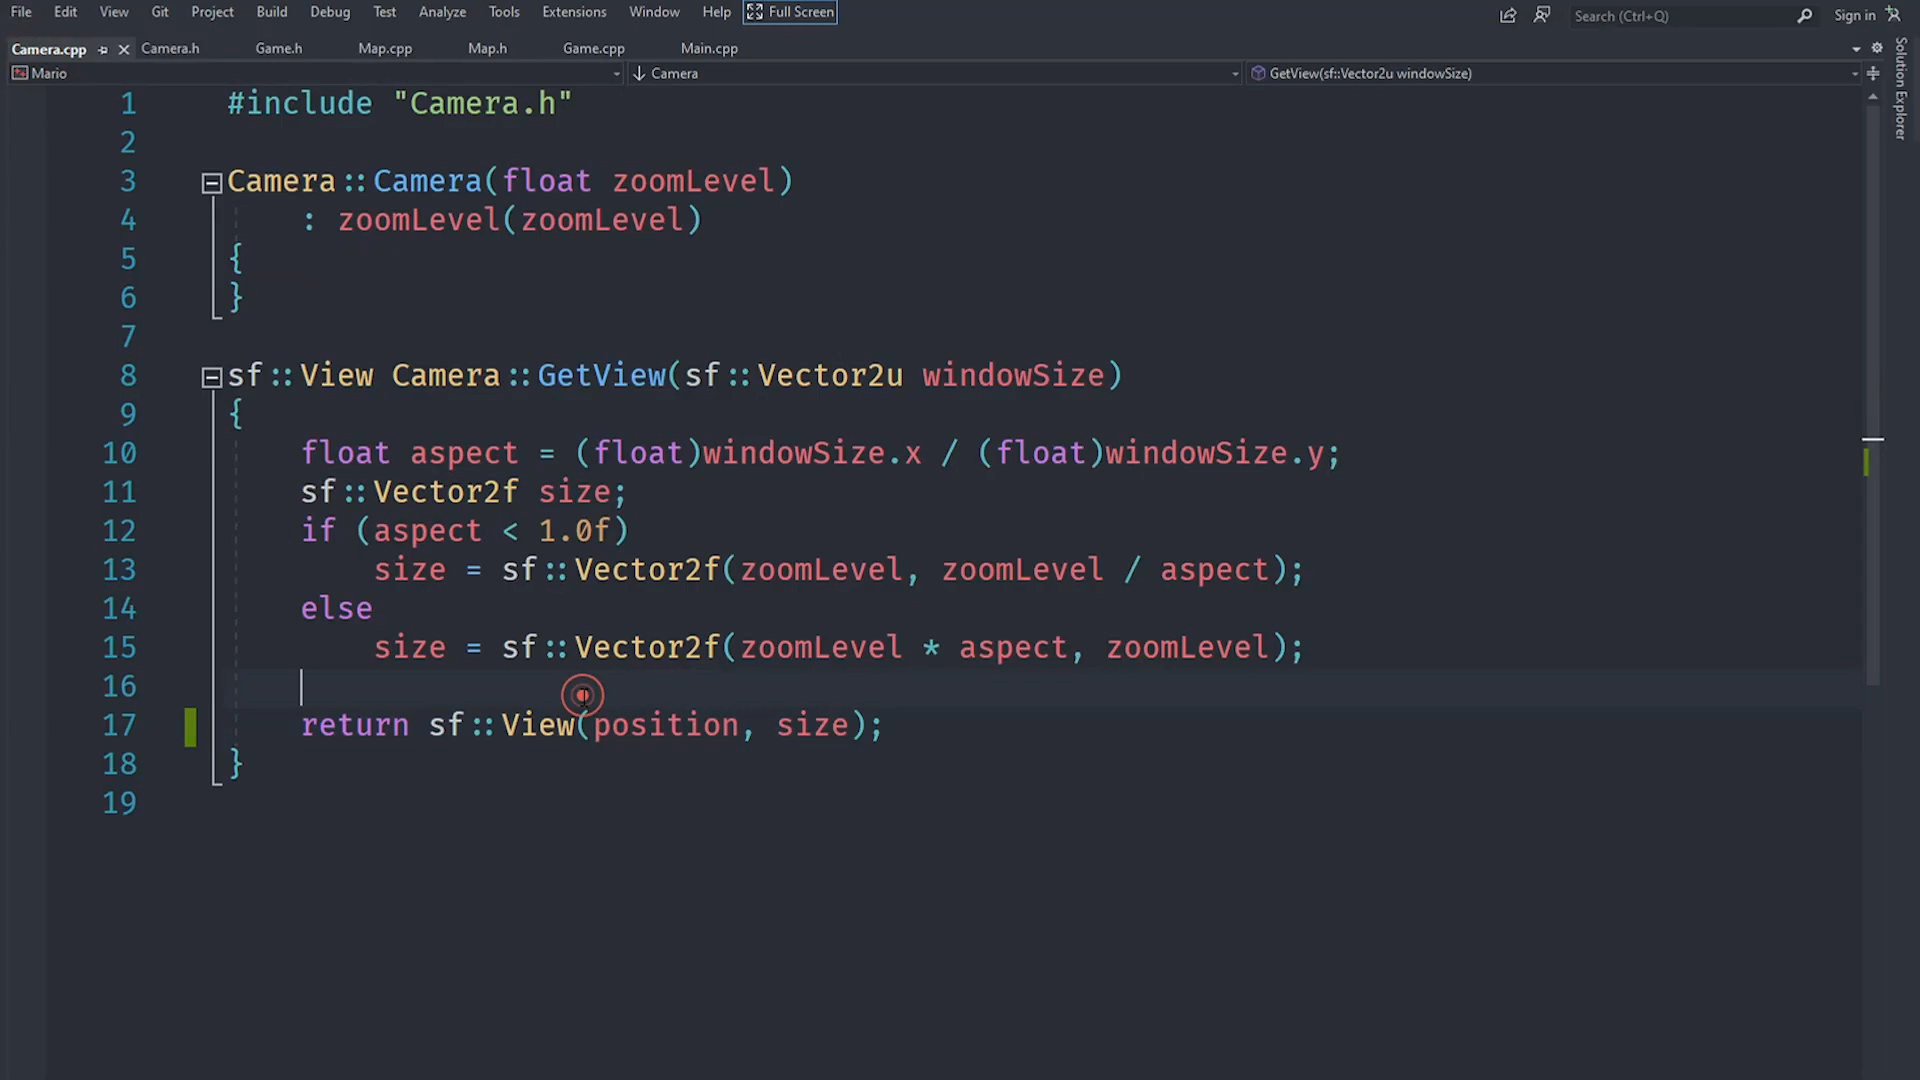 File Edit View Git Project Build Debug Test Analyze Tools Extensions Window Help Full Screen Search (Ctrl+Q) Sign in
Camera.cpp Camera.h Game.h Map.cpp Map.h Game.cpp Main.cpp
Mario Camera GetView(sf::Vector2u windowSize)
Solution Explorer
1 #include "Camera.h"
2
3 Camera::Camera(float zoomLevel)
4 : zoomLevel(zoomLevel)
5 {
6 }
7
8 sf::View Camera::GetView(sf::Vector2u windowSize)
9 {
10 float aspect = (float)windowSize.x / (float)windowSize.y;
11 sf::Vector2f size;
12 if (aspect < 1.0f)
13 size = sf::Vector2f(zoomLevel, zoomLevel / aspect);
14 else
15 size = sf::Vector2f(zoomLevel * aspect, zoomLevel);
16
17 return sf::View(position, size);
18 }
19